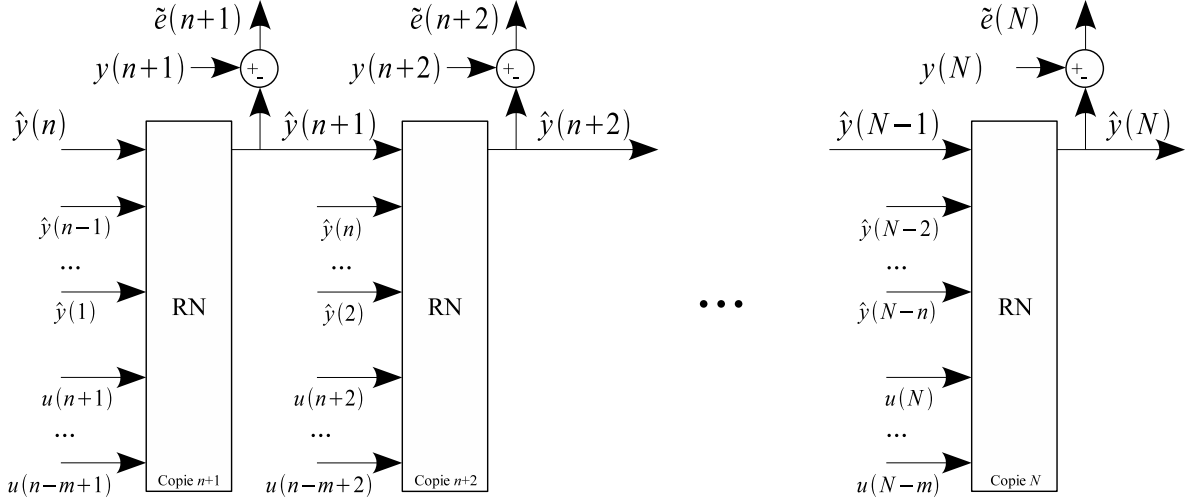 ẽ(n+1) ẽ(n+2) ẽ(N)
y(n+1) + - y(n+2) + - y(N) + -
ŷ(n) ŷ(n+1) ŷ(n+2) ŷ(N−1) ŷ(N)
ŷ(n−1) ŷ(n) ŷ(N−2)
... ... ...
ŷ(1) RN ŷ(2) RN ... ŷ(N−n) RN
u(n+1) u(n+2) u(N)
... ... ...
u(n−m+1) Copie n+1 u(n−m+2) Copie n+2 u(N−m) Copie N